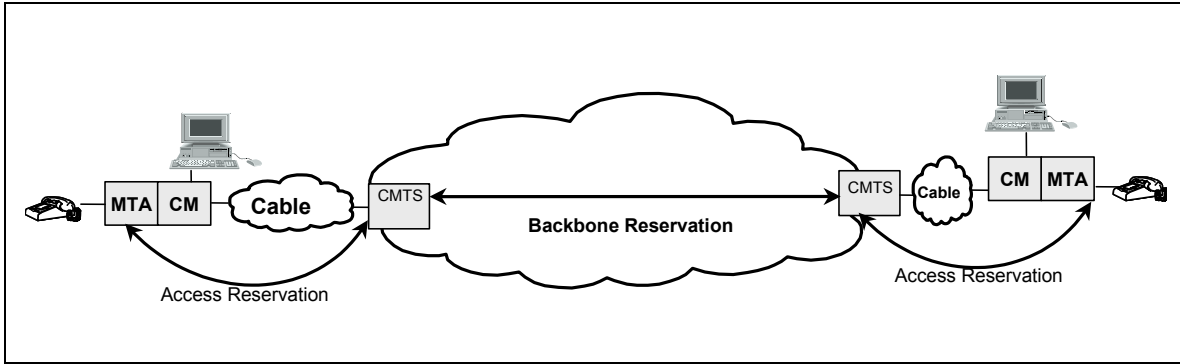 MTA
CM
Cable
CMTS
Backbone Reservation
CMTS
Cable
CM
MTA
Access Reservation
Access Reservation